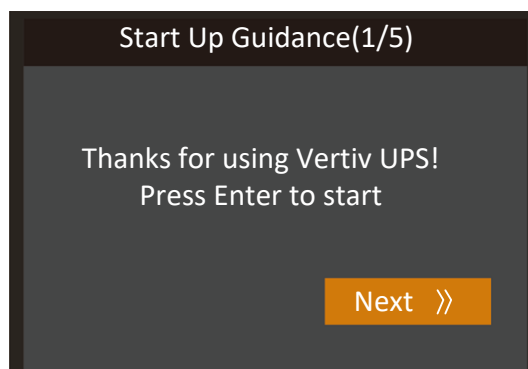 Start Up Guidance(1/5)
Thanks for using Vertiv UPS!
Press Enter to start
Next 》